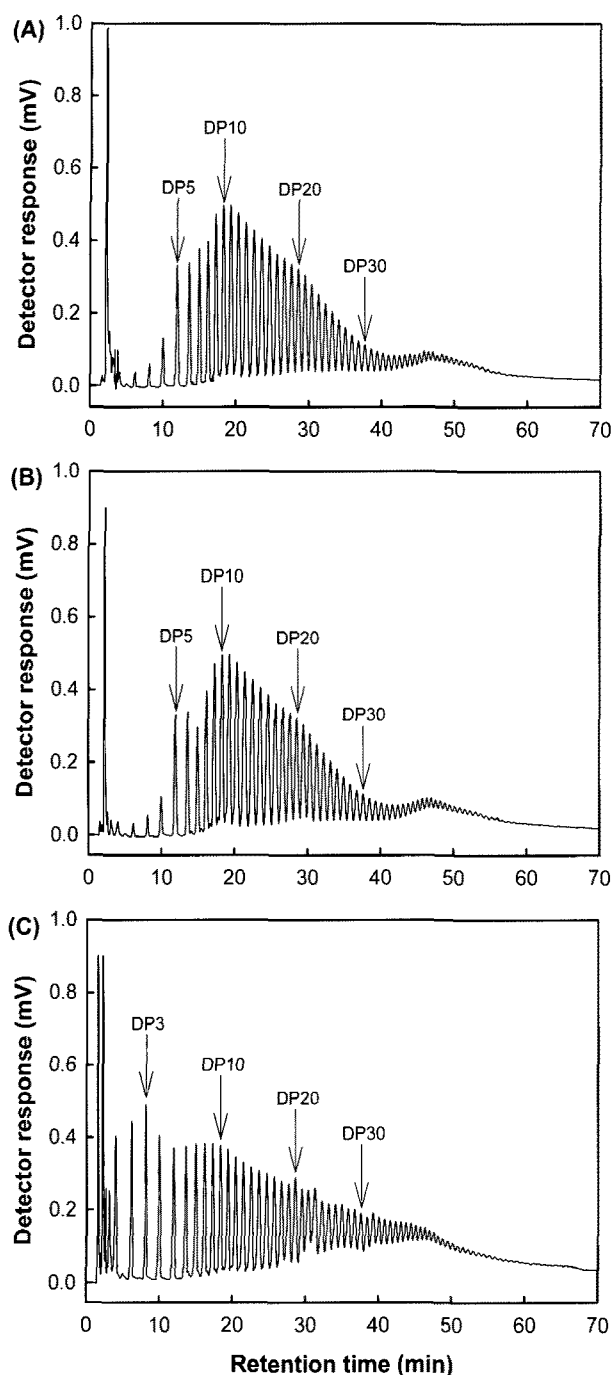 (A)
1.0
0.8
0.6
0.4
0.2
0.0
Detector response (mV)
DP5
DP10
DP20
DP30
0 10 20 30 40 50 60 70
(B)
1.0
0.8
0.6
0.4
0.2
0.0
Detector response (mV)
DP5
DP10
DP20
DP30
0 10 20 30 40 50 60 70
(C)
1.0
0.8
0.6
0.4
0.2
0.0
Detector response (mV)
DP3
DP10
DP20
DP30
0 10 20 30 40 50 60 70
Retention time (min)